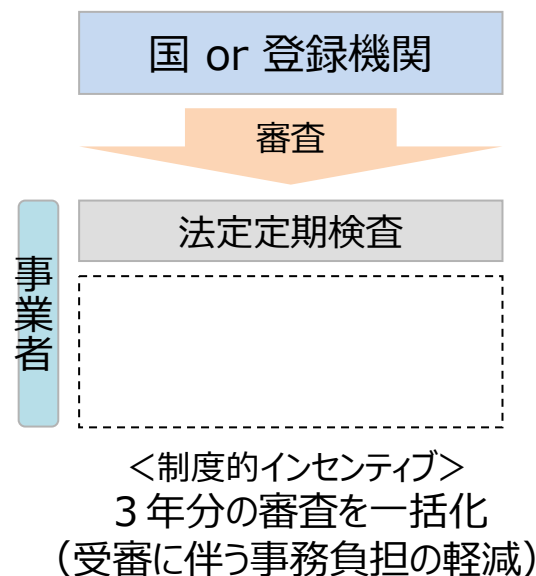 国 or 登録機関
審査
法定定期検査
事業者
＜制度的インセンティブ＞
３年分の審査を一括化
（受審に伴う事務負担の軽減）